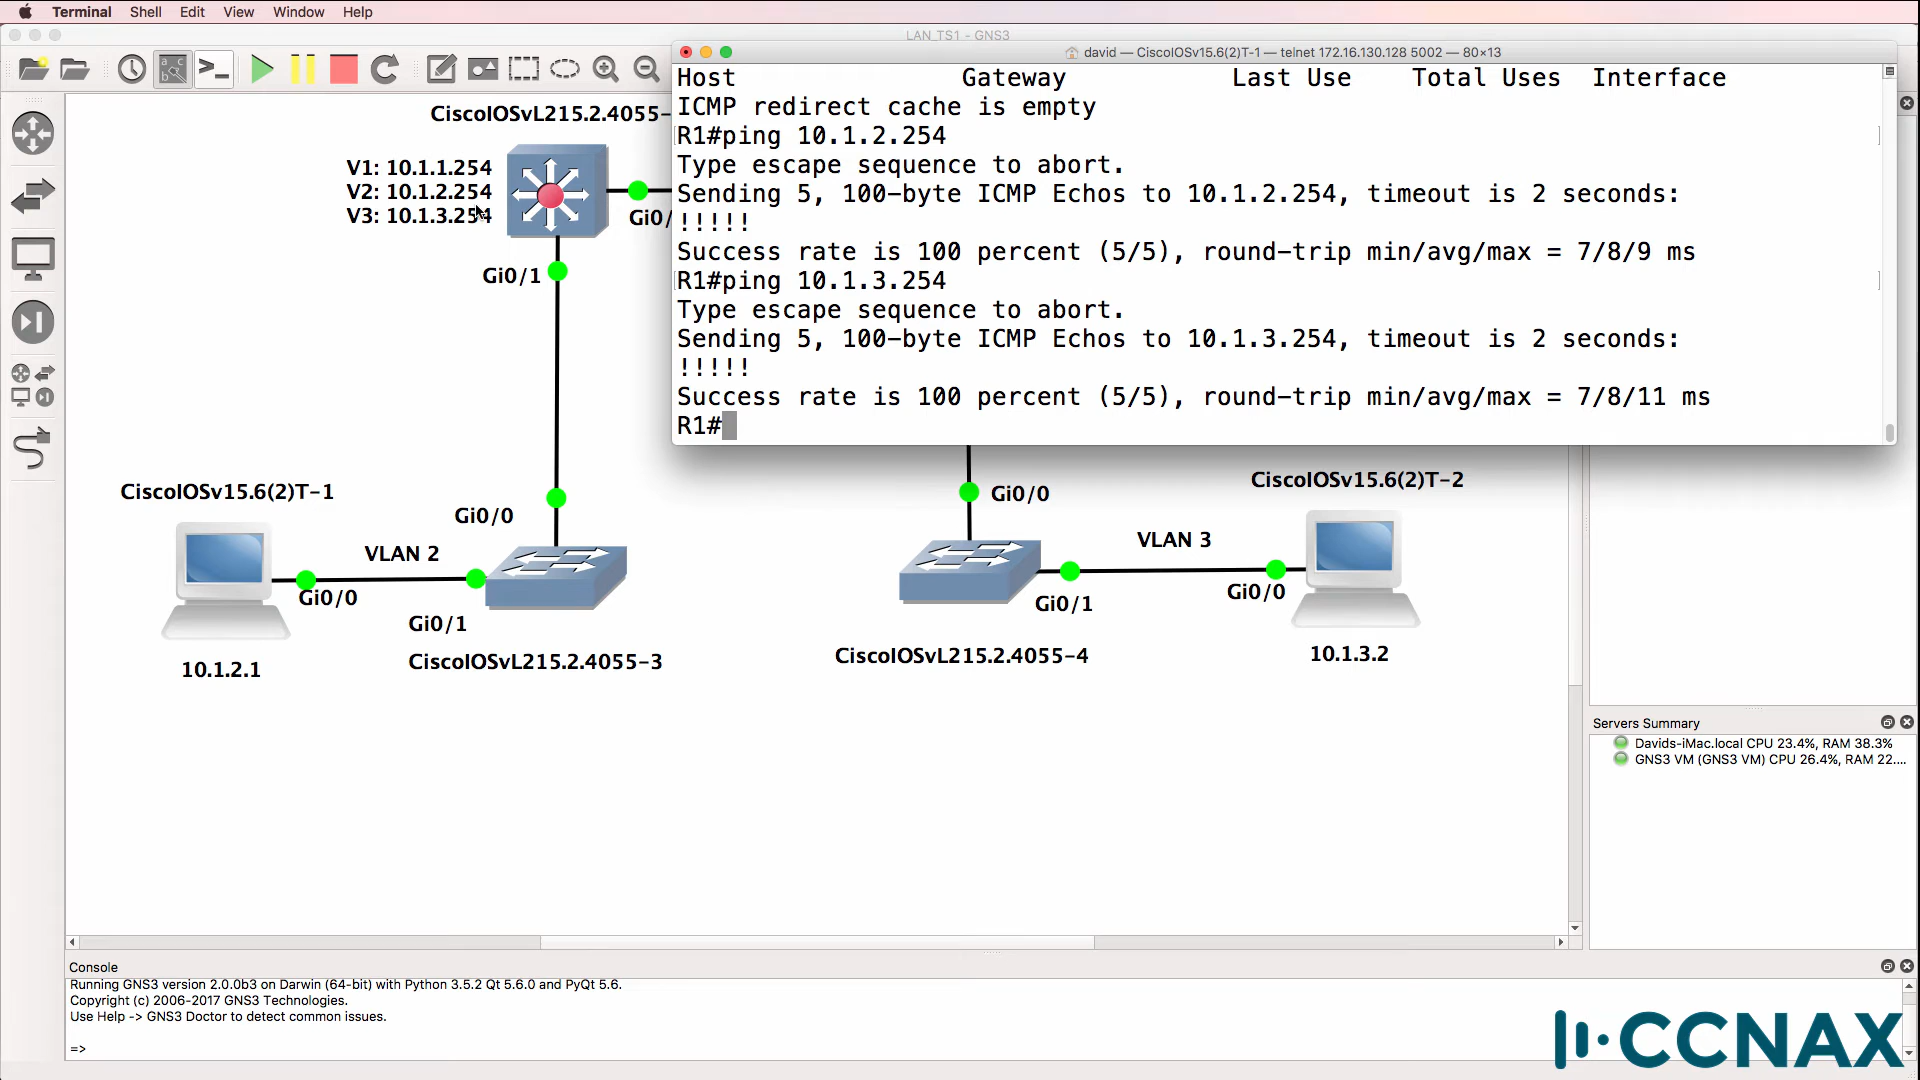 Terminal Shell Edit View Window Help
LAN TS1 - GNS3
david — CiscoIOSv15.6(2)T-1 — telnet 172.16.130.128 5002 — 80×13
Host Gateway Last Use Total Uses Interface
ICMP redirect cache is empty
R1#ping 10.1.2.254
Type escape sequence to abort.
Sending 5, 100-byte ICMP Echos to 10.1.2.254, timeout is 2 seconds:
!!!!!
Success rate is 100 percent (5/5), round-trip min/avg/max = 7/8/9 ms
R1#ping 10.1.3.254
Type escape sequence to abort.
Sending 5, 100-byte ICMP Echos to 10.1.3.254, timeout is 2 seconds:
!!!!!
Success rate is 100 percent (5/5), round-trip min/avg/max = 7/8/11 ms
R1#
CiscoIOSvL215.2.4055-
V1: 10.1.1.254
V2: 10.1.2.254
V3: 10.1.3.254
Gi0/
Gi0/1
CiscoIOSv15.6(2)T-1
Gi0/0
VLAN 2
Gi0/0
Gi0/1
10.1.2.1
CiscoIOSvL215.2.4055-3
Gi0/0
CiscoIOSv15.6(2)T-2
VLAN 3
Gi0/1
Gi0/0
CiscoIOSvL215.2.4055-4
10.1.3.2
Servers Summary
Davids-iMac.local CPU 23.4%, RAM 38.3%
GNS3 VM (GNS3 VM) CPU 26.4%, RAM 22....
Console
Running GNS3 version 2.0.0b3 on Darwin (64-bit) with Python 3.5.2 Qt 5.6.0 and PyQt 5.6.
Copyright (c) 2006-2017 GNS3 Technologies.
Use Help -> GNS3 Doctor to detect common issues.
=>
CCNAX